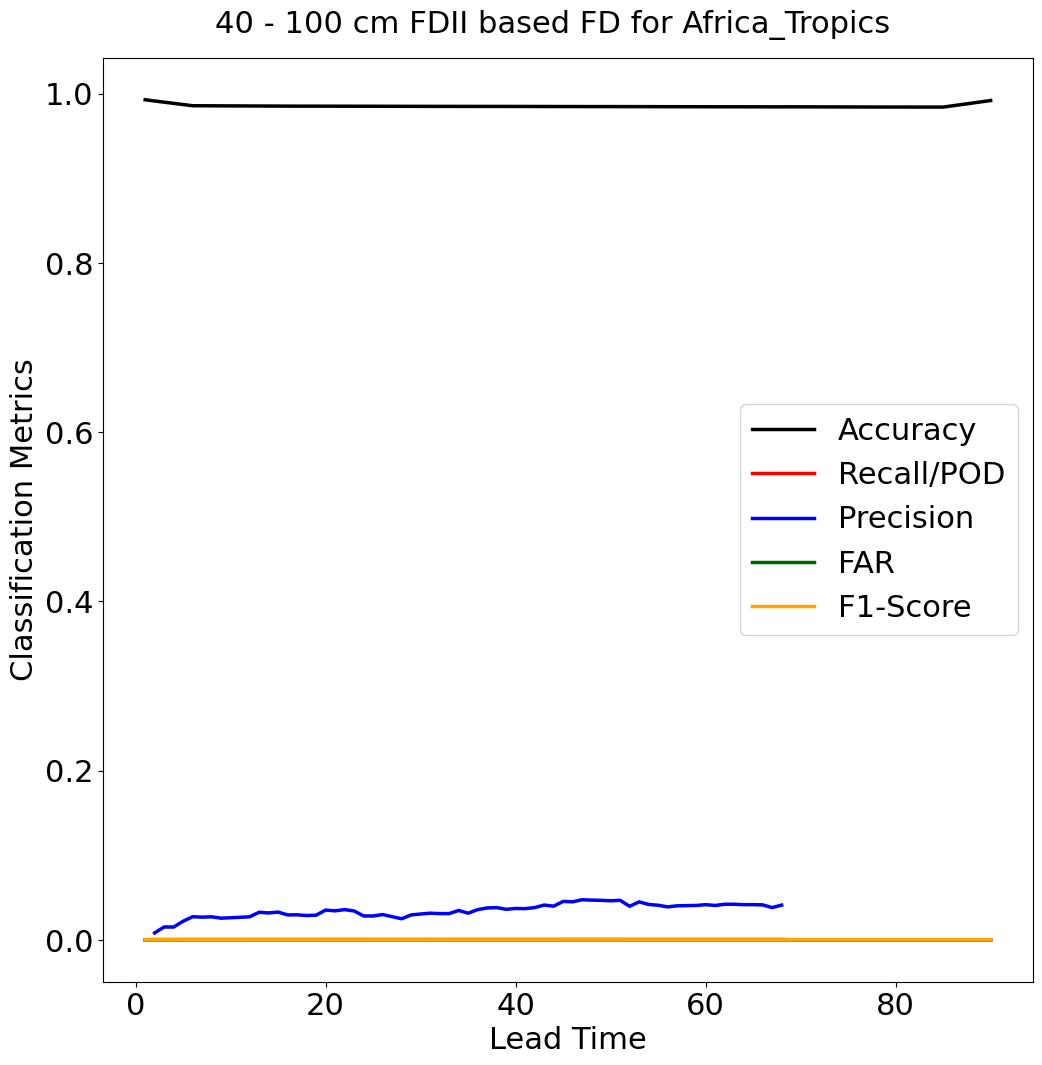 40 - 100 cm FDII based FD for Africa_Tropics
1.0
0.8
0.6
0.4
0.2
0.0
Classification Metrics
Accuracy
Recall/POD
Precision
FAR
F1-Score
0 20 40 60 80
Lead Time